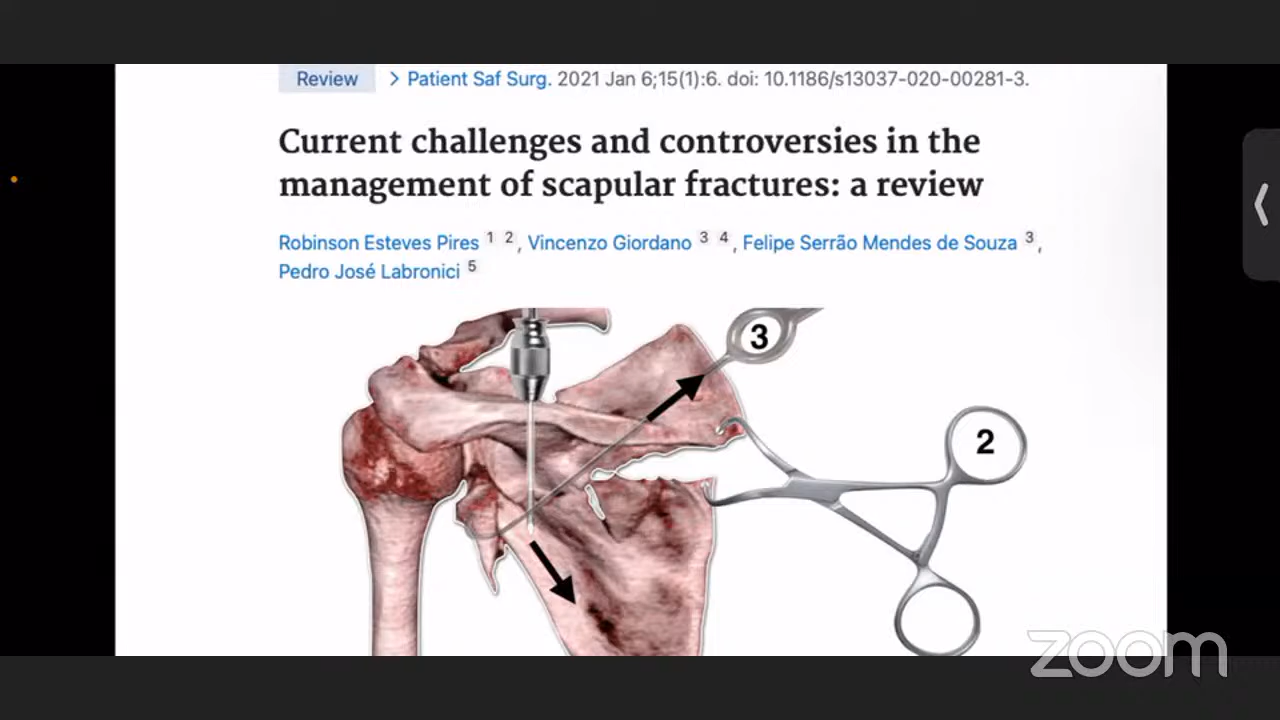 Review > Patient Saf Surg. 2021 Jan 6;15(1):6. doi: 10.1186/s13037-020-00281-3.
Current challenges and controversies in the
management of scapular fractures: a review
Robinson Esteves Pires 1 2, Vincenzo Giordano 3 4, Felipe Serrão Mendes de Souza 3,
Pedro José Labronici 5
3
2
zoom